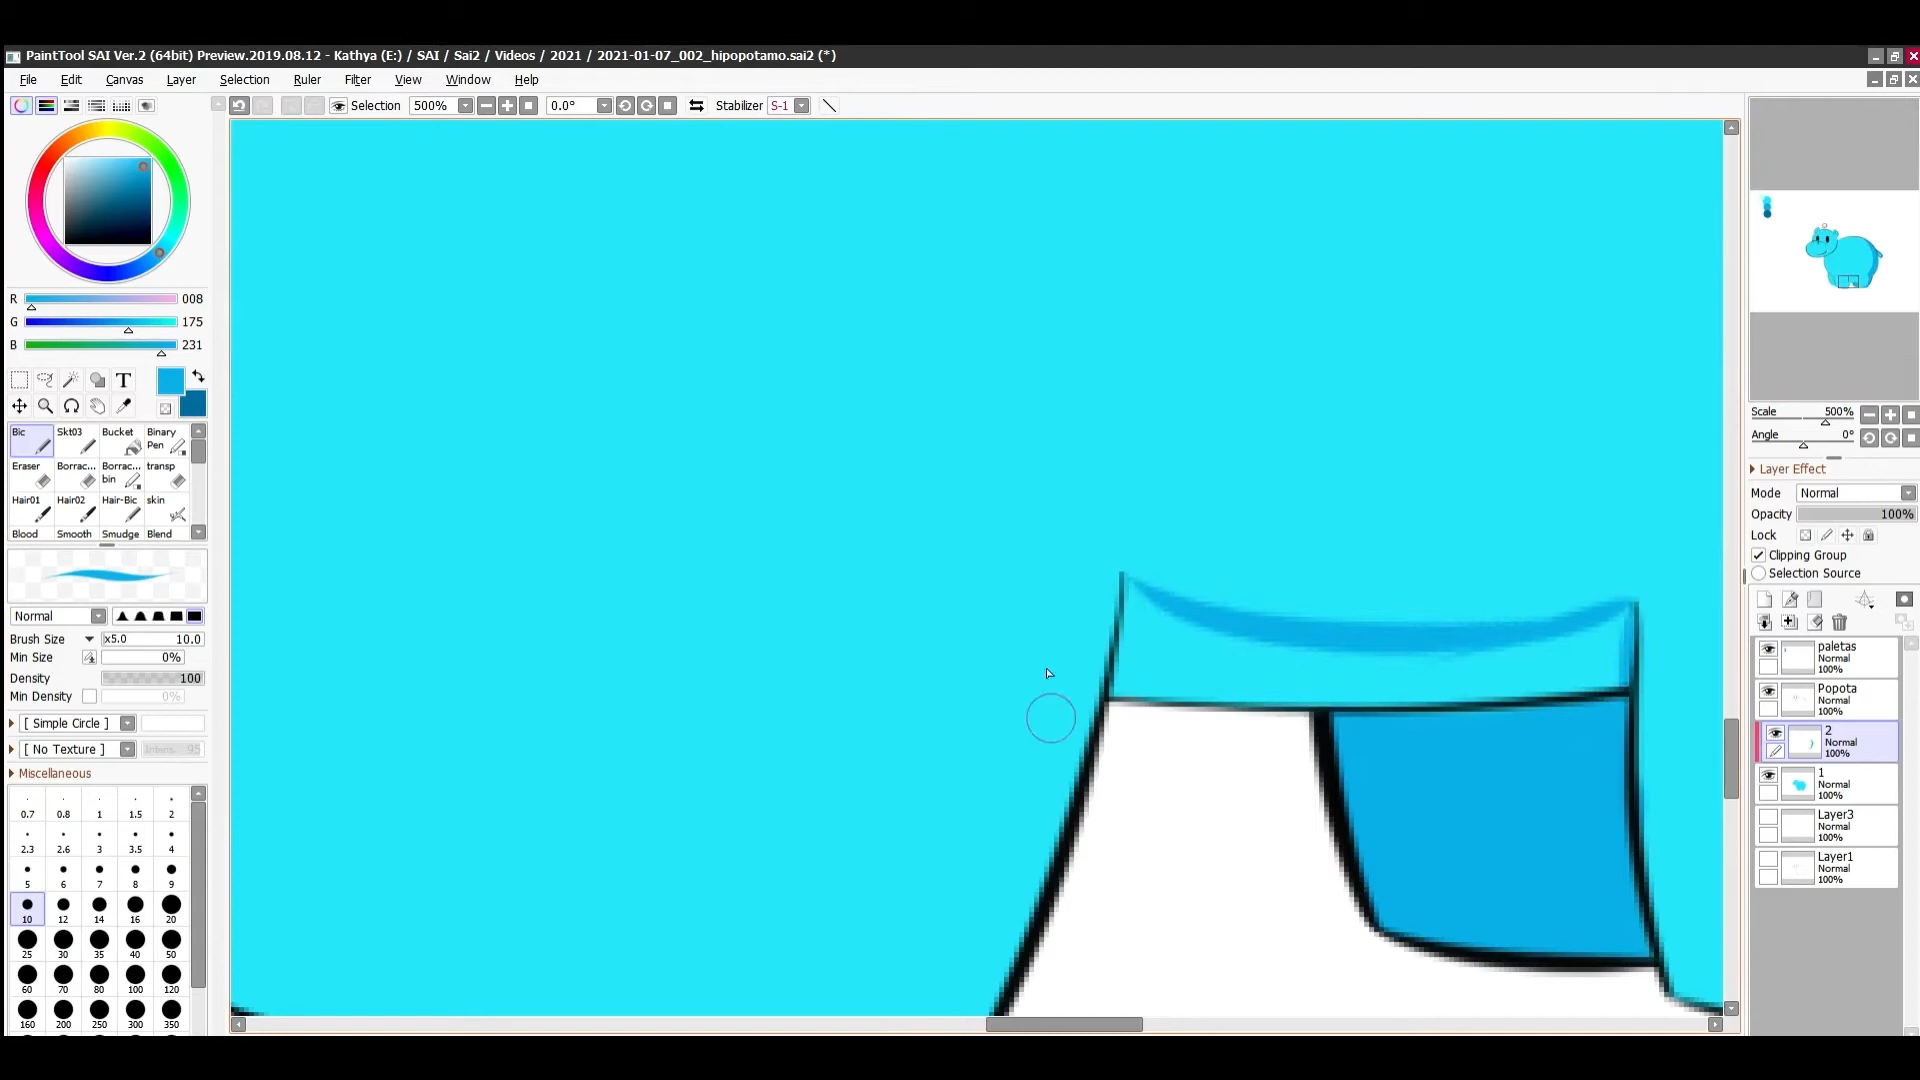 PaintTool SAI Ver.2 (64bit) Preview.2019.08.12 - Kathya (E:) / SAI / Sai2 / Videos / 2021 / 2021-01-07_002_hipopotamo.sai2 (*)
File Edit Canvas Layer Selection Ruler Filter View Window Help
Selection 500% 0.0° Stabilizer S-1
R 008
G 175
B 231
T
Bic Skt03 Bucket Binary Pen
Eraser Borrac... Borrac... bin transp
Hair01 Hair02 Hair-Bic skin
Blood Smooth Smudge Blend
Normal
Brush Size x5.0 10.0
Min Size 0%
Density 100
Min Density 0%
[ Simple Circle ]
[ No Texture ] Intens. 95
Miscellaneous
0.7 0.8 1 1.5 2
2.3 2.6 3 3.5 4
5 6 7 8 9
10 12 14 16 20
25 30 35 40 50
60 70 80 100 120
160 200 250 300 350
Scale 500%
Angle 0°
Layer Effect
Mode Normal
Opacity 100%
Lock
Clipping Group
Selection Source
paletas
Normal
100%
Popota
Normal
100%
2
Normal
100%
1
Normal
100%
Layer3
Normal
100%
Layer1
Normal
100%